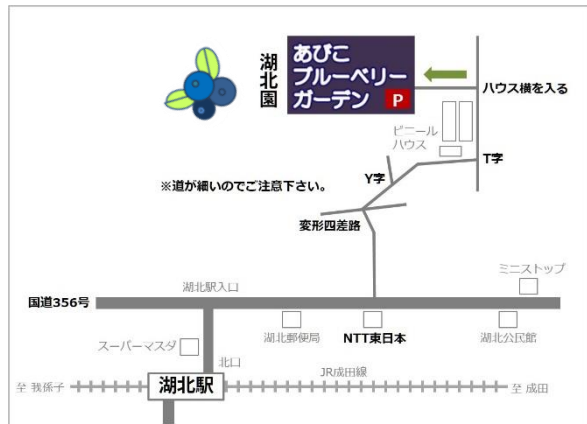 湖北園
あびこ
ブルーベリー
ガーデン P
ハウス横を入る
ビニール
ハウス
T字
Y字
※道が細いのでご注意下さい。
変形四差路
ミニストップ
湖北駅入口
国道356号
湖北郵便局
NTT東日本
湖北公民館
スーパーマスダ
北口
JR成田線
至 我孫子
湖北駅
至 成田